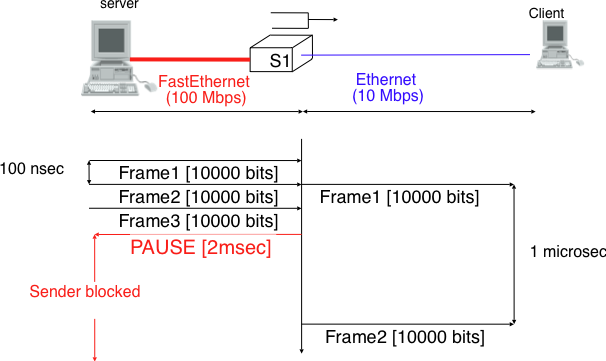 server
Client
S1
FastEthernet
(100 Mbps)
Ethernet
(10 Mbps)
100 nsec
Frame1 [10000 bits]
Frame1 [10000 bits]
Frame2 [10000 bits]
Frame3 [10000 bits]
PAUSE [2msec]
1 microsec
Sender blocked
Frame2 [10000 bits]